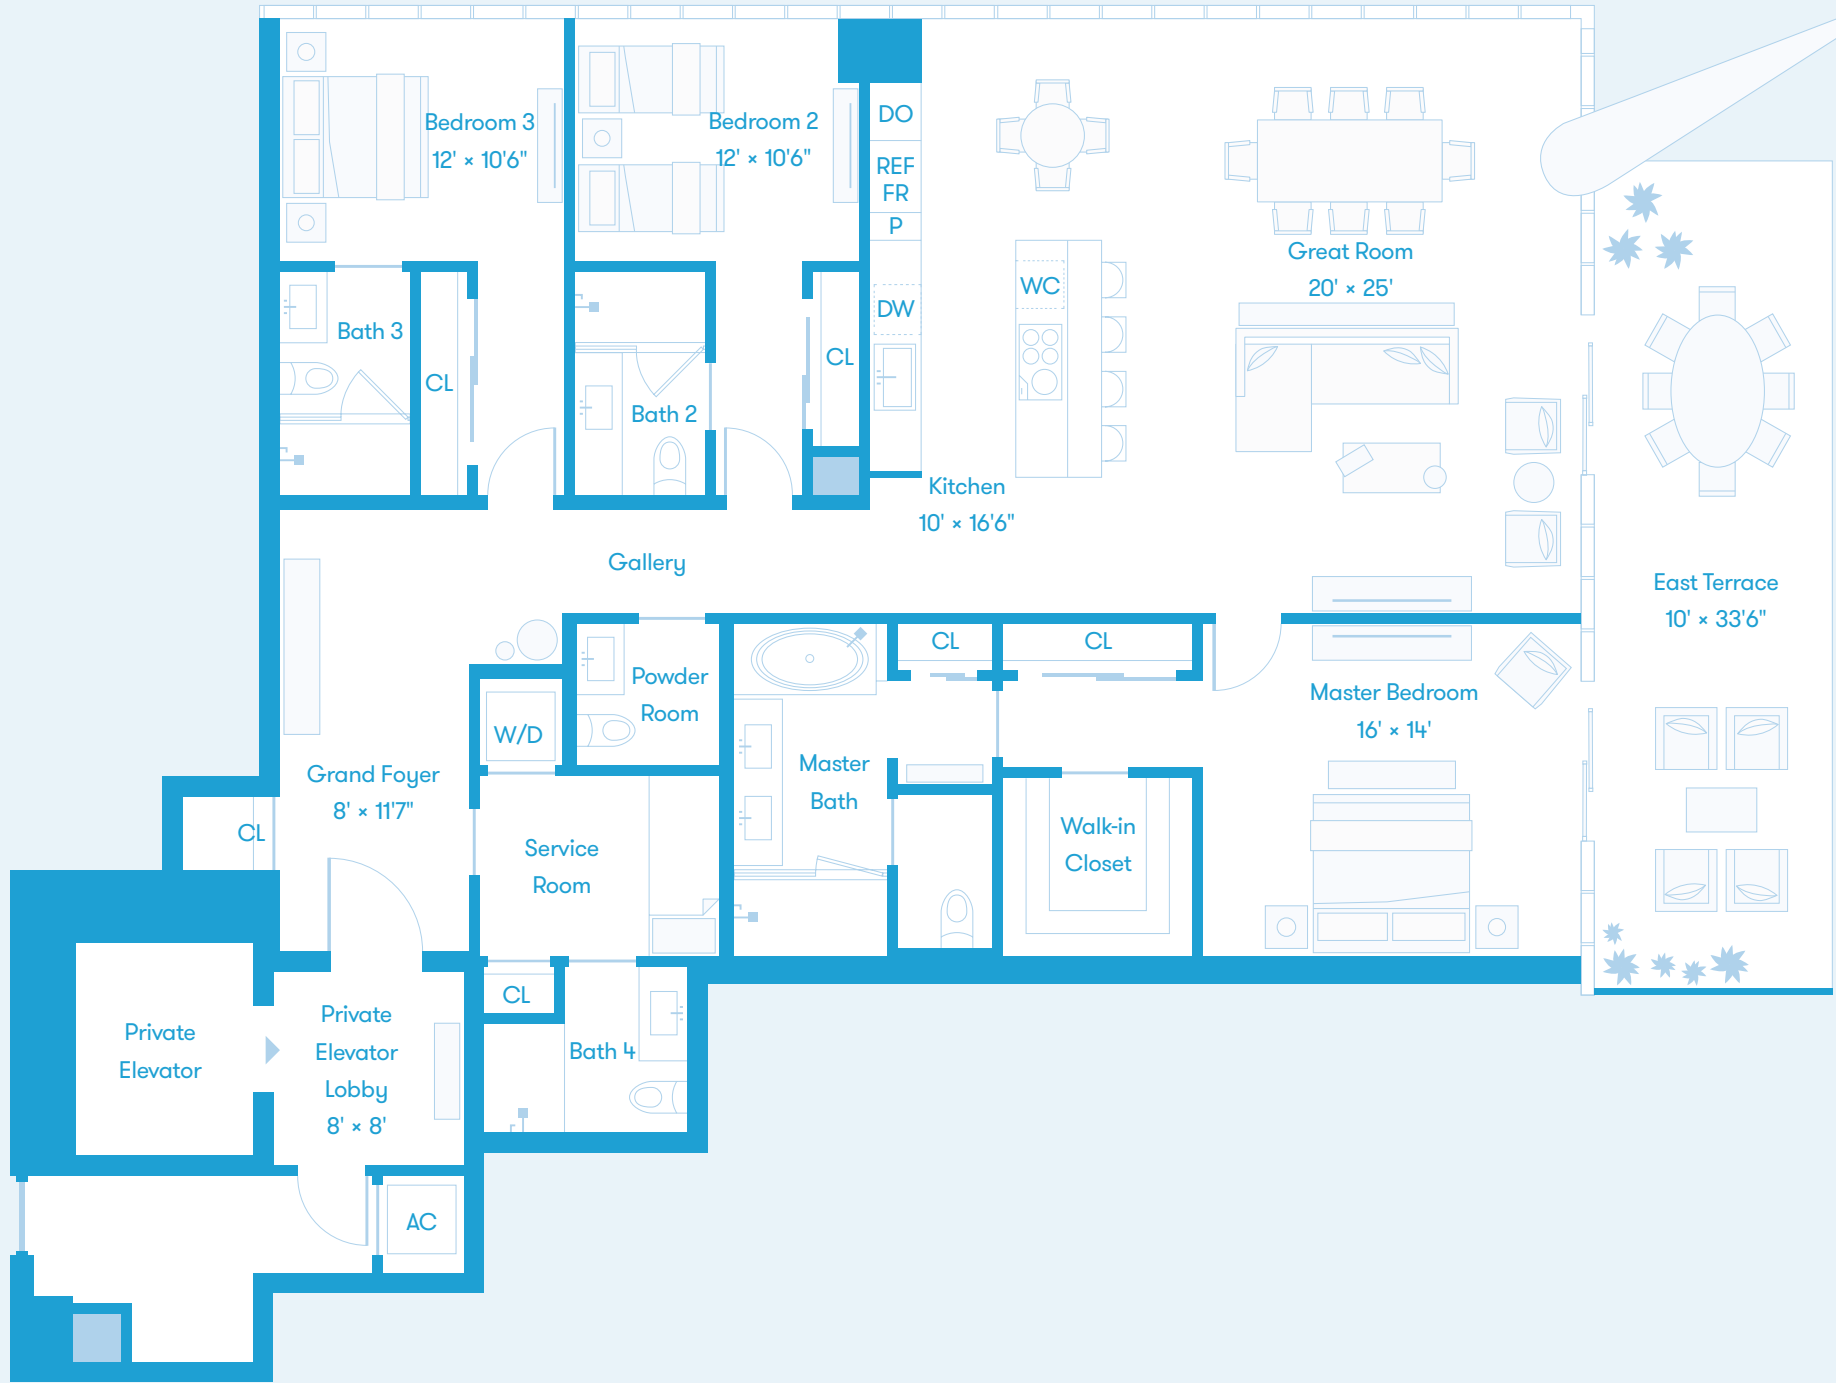 Bedroom 3
12' × 10'6"
Bedroom 2
12' × 10'6"
DO
REF
FR
P
DW
WC
Great Room
20' × 25'
Bath 3
CL
Bath 2
CL
Kitchen
10' × 16'6"
Gallery
East Terrace
10' × 33'6"
Powder
Room
W/D
CL
CL
Master Bedroom
16' × 14'
Master
Bath
Grand Foyer
8' × 11'7"
CL
Service
Room
Walk-in
Closet
CL
Bath 4
Private
Elevator
Private
Elevator
Lobby
8' × 8'
AC